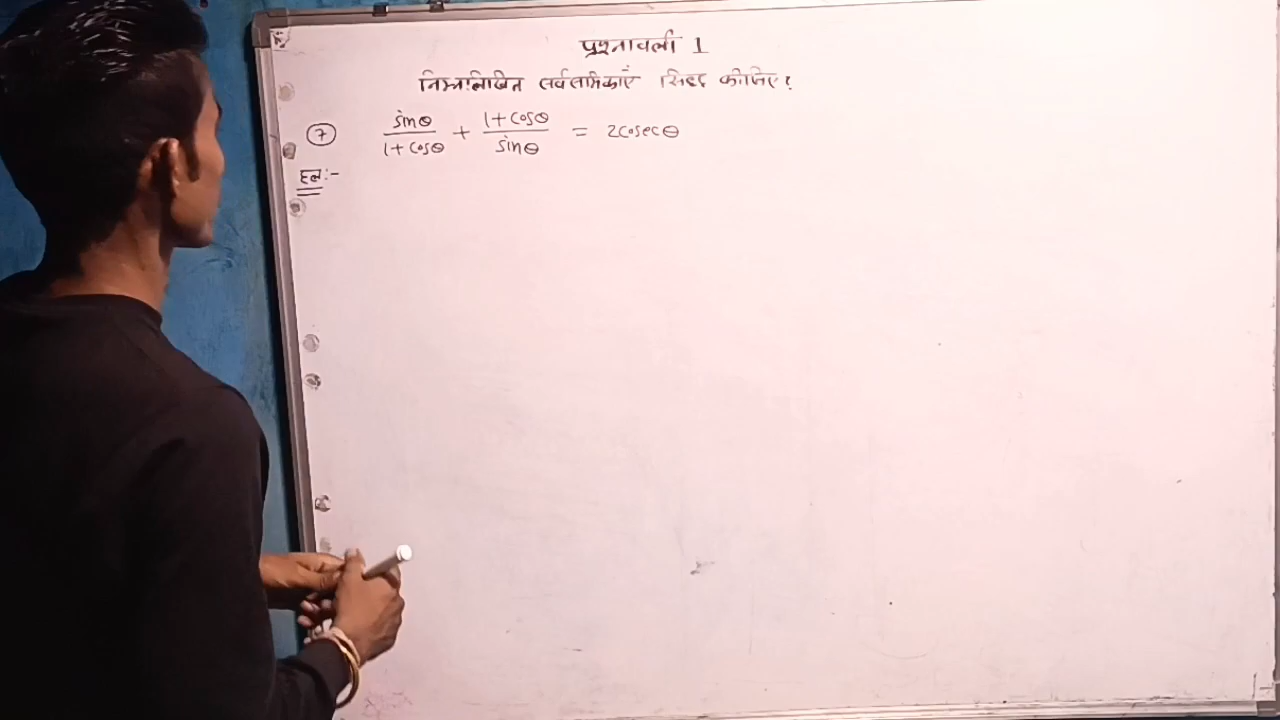 प्रश्नावली 1
निम्नलिखित सर्वसमिकाएँ सिद्ध कीजिए?
7 sinθ/1+cosθ + 1+cosθ/sinθ = 2cosecθ
हल:-